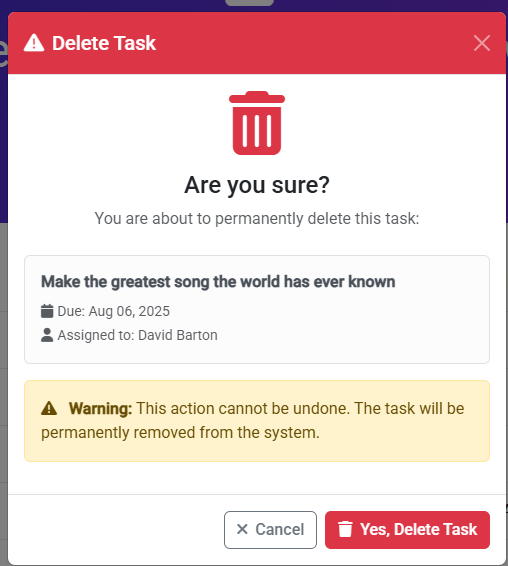 Delete Task
Are you sure?
You are about to permanently delete this task:
Make the greatest song the world has ever known
Due: Aug 06, 2025
Assigned to: David Barton
Warning: This action cannot be undone. The task will be
permanently removed from the system.
Cancel
Yes, Delete Task